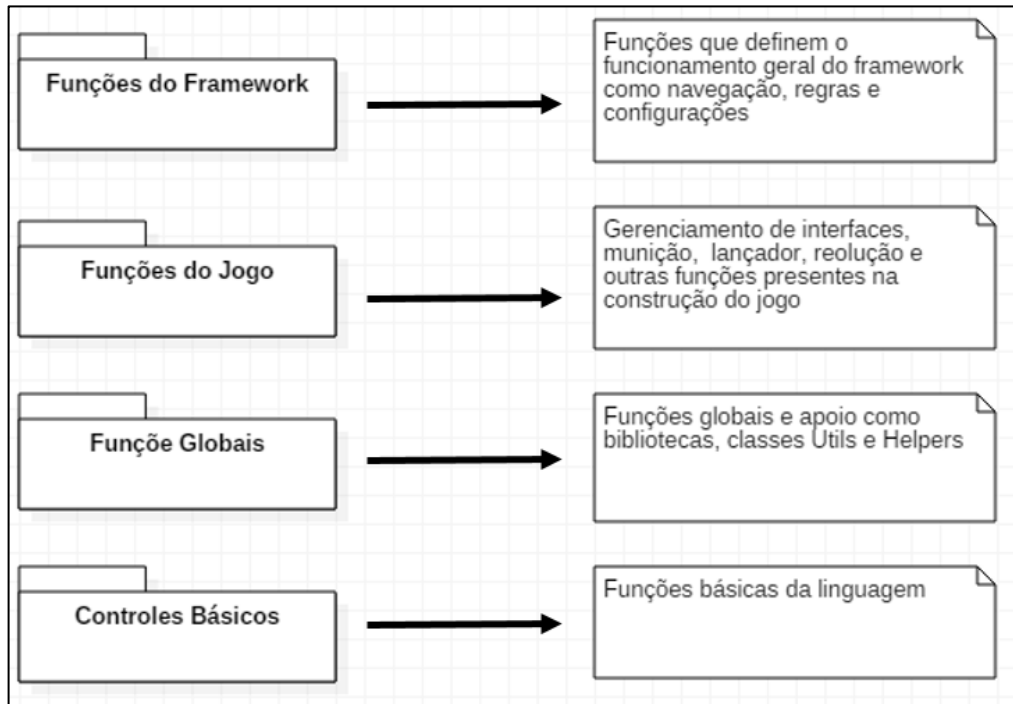 Funções do Framework
Funções que definem o
funcionamento geral do framework
como navegação, regras e
configurações
Funções do Jogo
Gerenciamento de interfaces,
munição,  lançador, reolução e
outras funções presentes na
construção do jogo
Funçõe Globais
Funções globais e apoio como
bibliotecas, classes Utils e Helpers
Controles Básicos
Funções básicas da linguagem